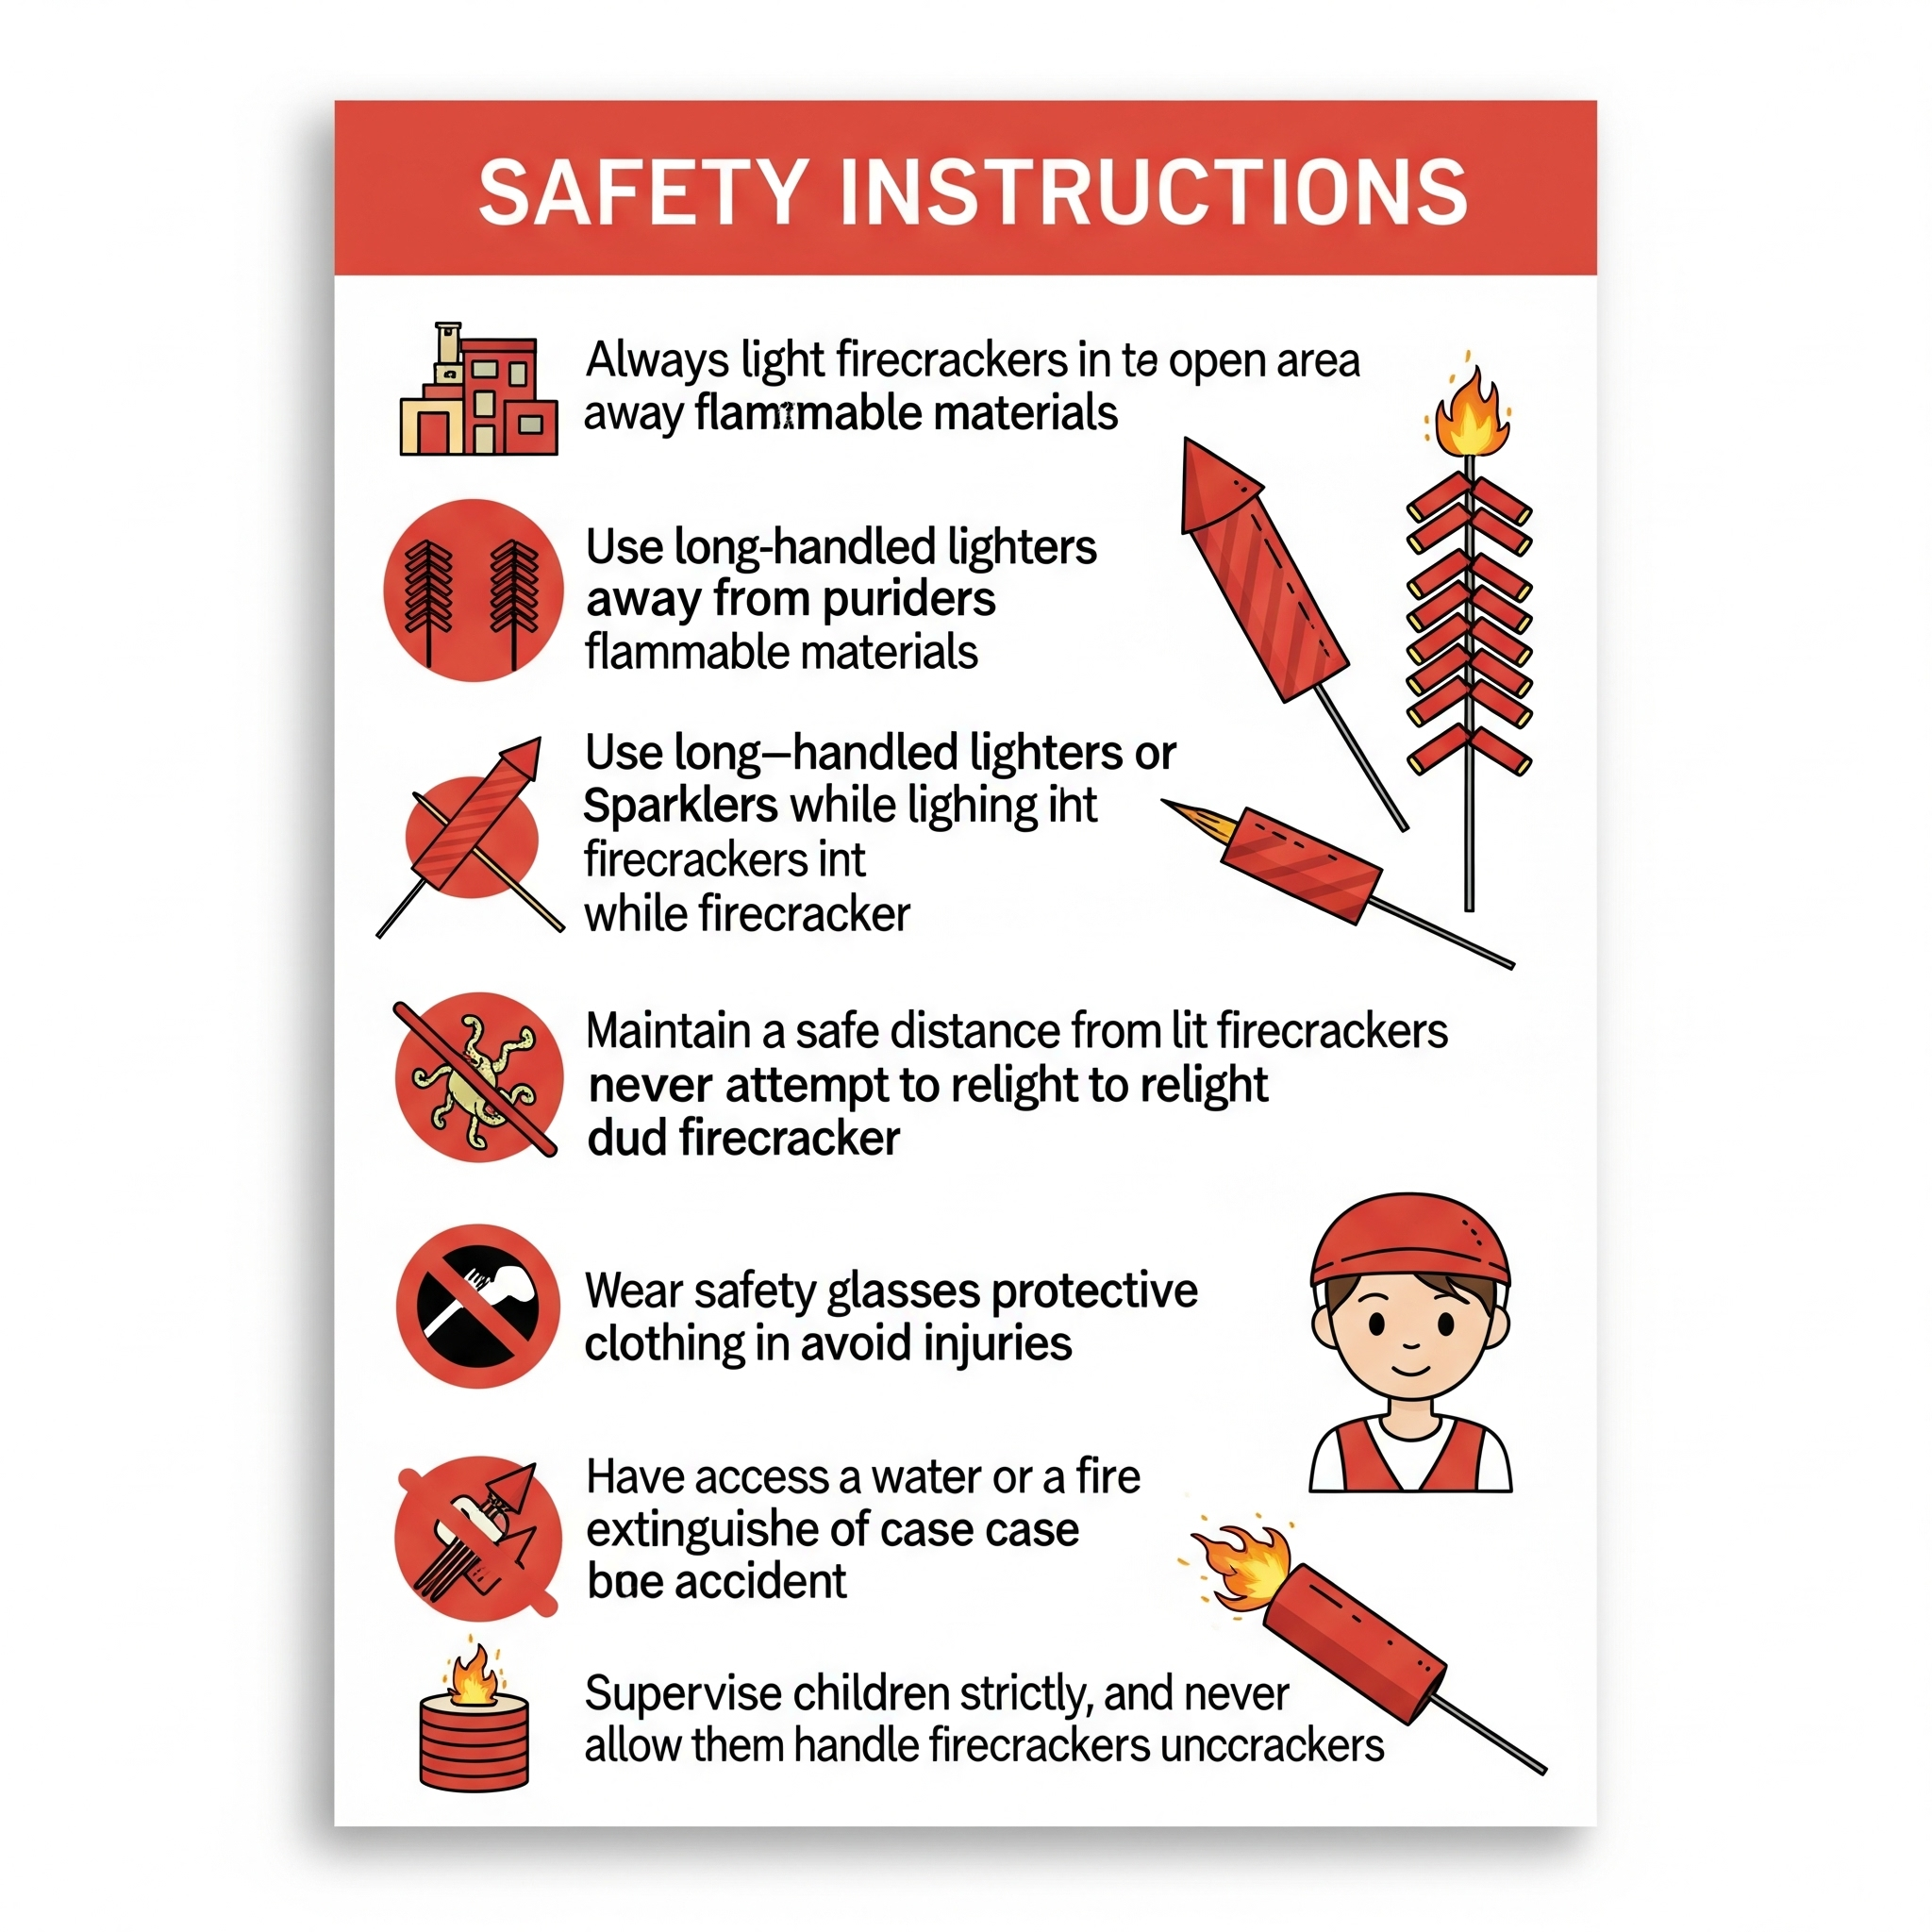 SAFETY INSTRUCTIONS
Always light firecrackers in te open area
away flammable materials
Use long-handled lighters
away from puriders
flammable materials
Use long—handled lighters or
Sparklers while lighing iht
firecrackers int
while firecracker
Maintain a safe distance from lit firecrackers
never attempt to relight to relight
dud firecracker
Wear safety glasses protective
clothing in avoid injuries
Have access a water or a fire
extinguishe of case case
accident
Supervise children strictly, and never
allow them handle firecrackers unccrackers